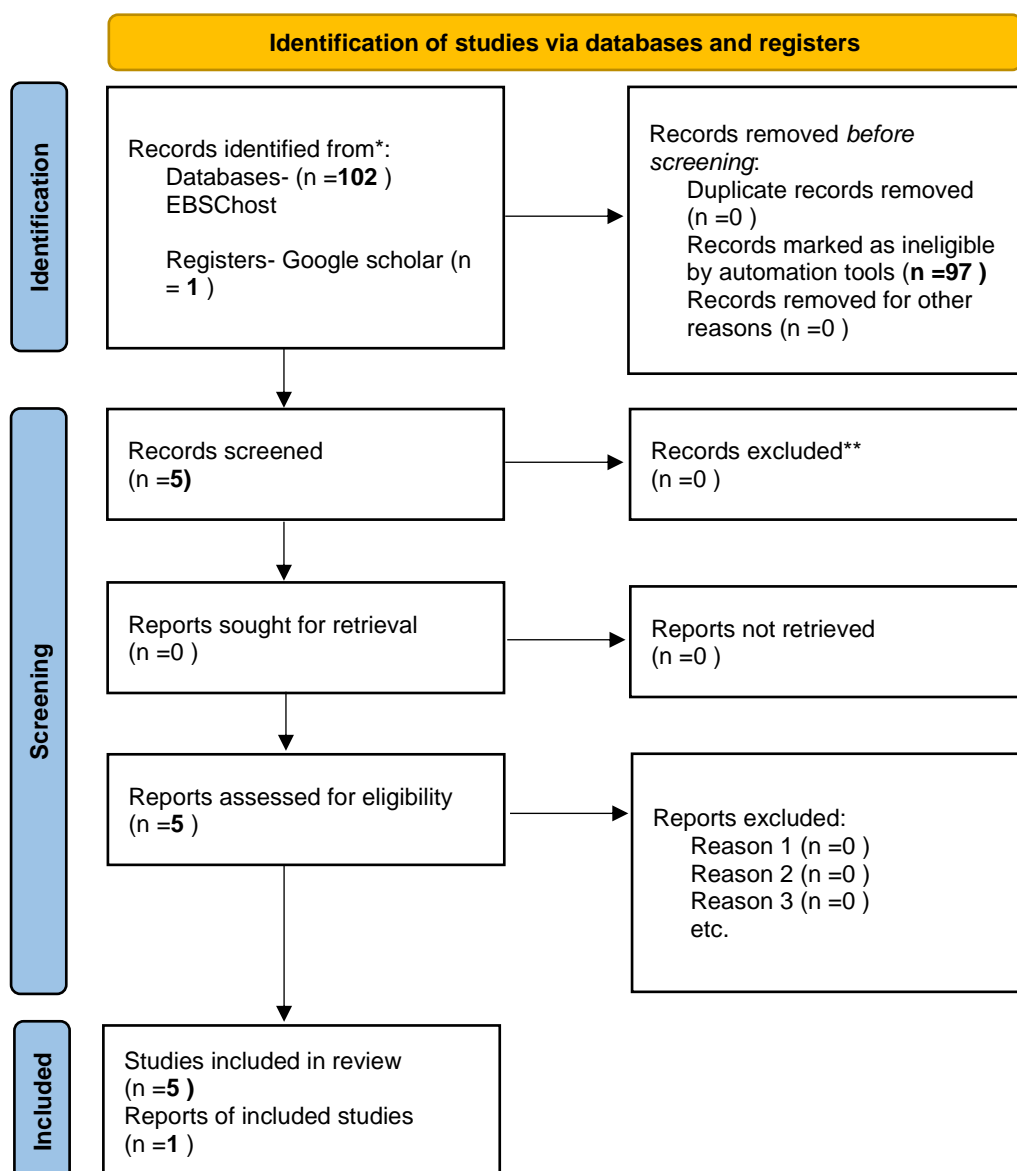 Identification of studies via databases and registers
Identification
Records identified from*:
Databases- (n =102 )
EBSChost
Registers- Google scholar (n
= 1 )
Records removed before
screening:
Duplicate records removed
(n =0 )
Records marked as ineligible
by automation tools (n =97 )
Records removed for other
reasons (n =0 )
Screening
Records screened
(n =5)
Records excluded**
(n =0 )
Reports sought for retrieval
(n =0 )
Reports not retrieved
(n =0 )
Reports assessed for eligibility
(n =5 )
Reports excluded:
Reason 1 (n =0 )
Reason 2 (n =0 )
Reason 3 (n =0 )
etc.
Included
Studies included in review
(n =5 )
Reports of included studies
(n =1 )